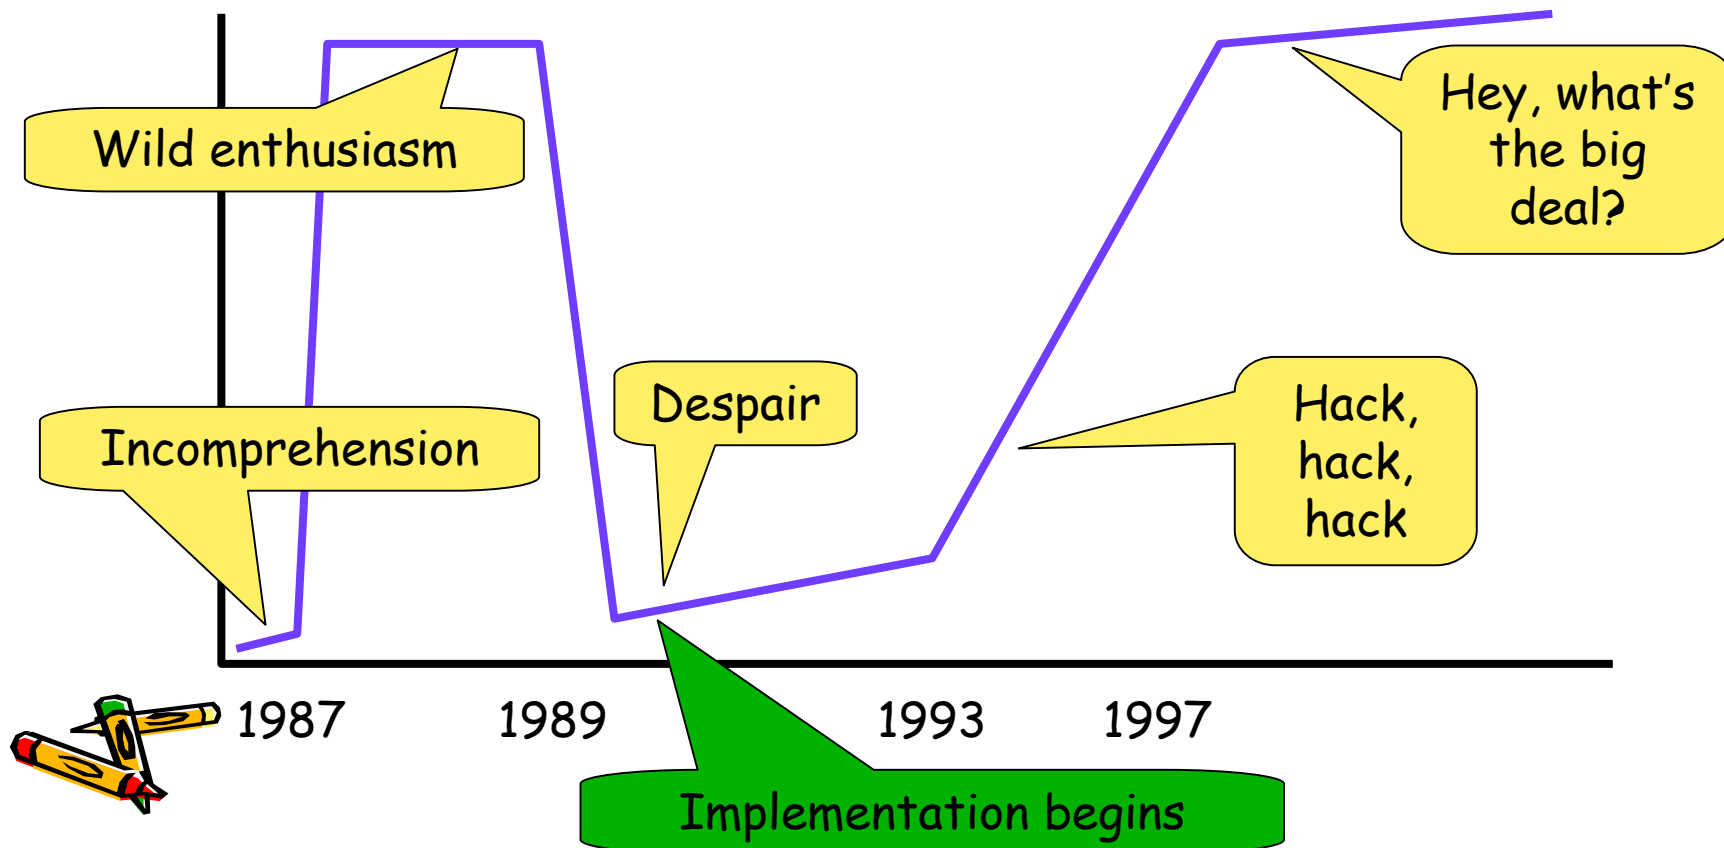 Wild enthusiasm
Hey, what's
the big
deal?
Incomprehension
Despair
Hack,
hack,
hack
1987 1989 1993 1997
Implementation begins